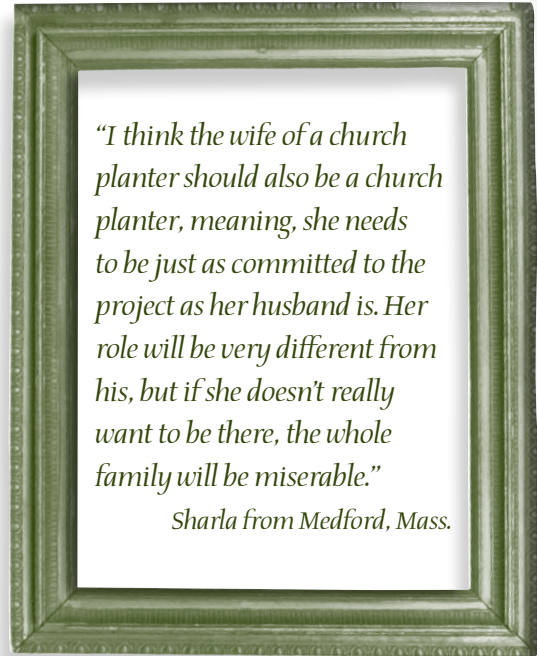 “I think the wife of a church
planter should also be a church
planter, meaning, she needs
to be just as committed to the
project as her husband is. Her
role will be very different from
his, but if she doesn’t really
want to be there, the whole
family will be miserable.”
Sharla from Medford, Mass.